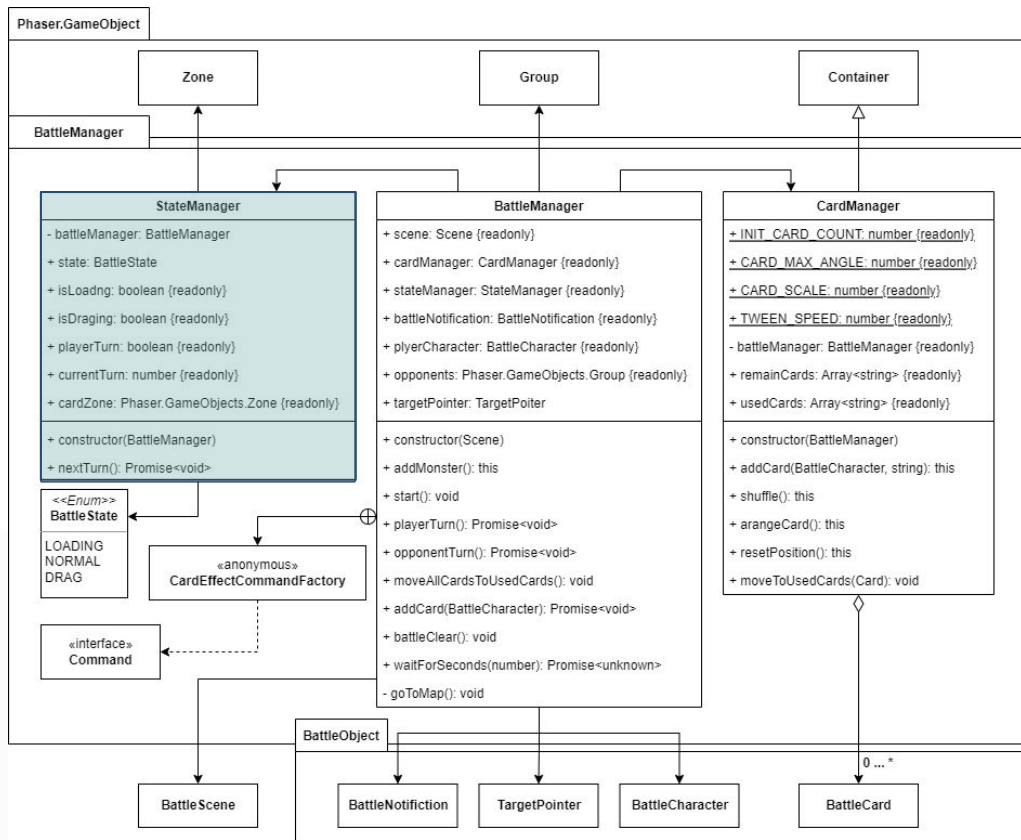 Phaser.GameObject
Zone
Group
Container
BattleManager
StateManager
- battleManager: BattleManager
+ state: BattleState
+ isLoadng: boolean {readonly}
+ isDraging: boolean {readonly}
+ playerTurn: boolean {readonly}
+ currentTurn: number {readonly}
+ cardZone: Phaser.GameObjects.Zone {readonly}
+ constructor(BattleManager)
+ nextTurn(): Promise<void>
BattleManager
+ scene: Scene {readonly}
+ cardManager: CardManager {readonly}
+ stateManager: StateManager {readonly}
+ battleNotification: BattleNotification {readonly}
+ plyerCharacter: BattleCharacter {readonly}
+ opponents: Phaser.GameObjects.Group {readonly}
+ targetPointer: TargetPoiter
+ constructor(Scene)
+ addMonster(): this
+ start(): void
+ playerTurn(): Promise<void>
+ opponentTurn(): Promise<void>
+ moveAllCardsToUsedCards(): void
+ addCard(BattleCharacter): Promise<void>
+ battleClear(): void
+ waitForSeconds(number): Promise<unknown>
- goToMap(): void
CardManager
+ INIT_CARD_COUNT: number {readonly}
+ CARD_MAX_ANGLE: number {readonly}
+ CARD_SCALE: number {readonly}
+ TWEEN_SPEED: number {readonly}
- battleManager: BattleManager {readonly}
+ remainCards: Array<string> {readonly}
+ usedCards: Array<string> {readonly}
+ constructor(BattleManager)
+ addCard(BattleCharacter, string): this
+ shuffle(): this
+ arangeCard(): this
+ resetPosition(): this
+ moveToUsedCards(Card): void
<<Enum>>
BattleState
LOADING
NORMAL
DRAG
«anonymous»
CardEffectCommandFactory
«interface»
Command
BattleObject
0 ... *
BattleScene
BattleNotifiction
TargetPointer
BattleCharacter
BattleCard